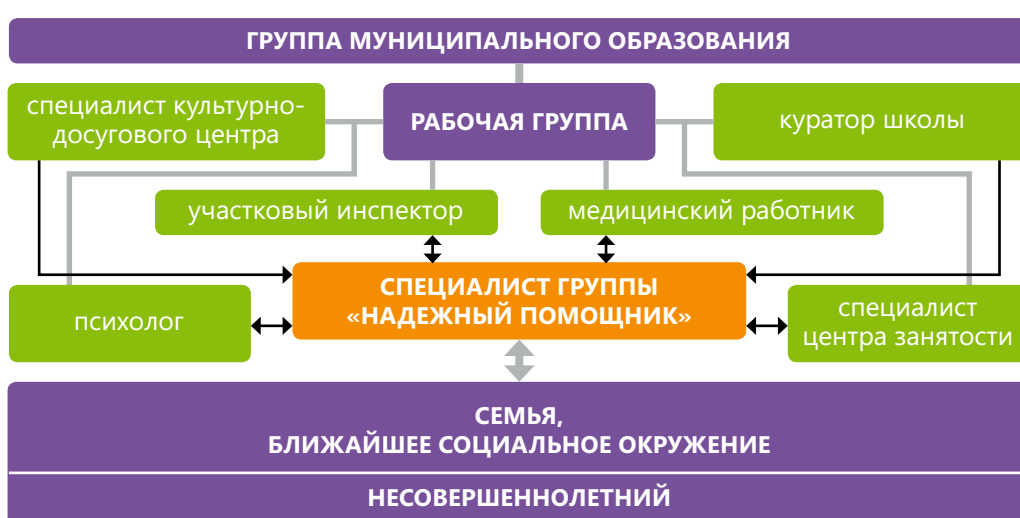 ГРУППА МУНИЦИПАЛЬНОГО ОБРАЗОВАНИЯ
специалист культурно-
досугового центра
РАБОЧАЯ ГРУППА
куратор школы
участковый инспектор
медицинский работник
СПЕЦИАЛИСТ ГРУППЫ
«НАДЕЖНЫЙ ПОМОЩНИК»
психолог
специалист
центра занятости
СЕМЬЯ,
БЛИЖАЙШЕЕ СОЦИАЛЬНОЕ ОКРУЖЕНИЕ
НЕСОВЕРШЕННОЛЕТНИЙ